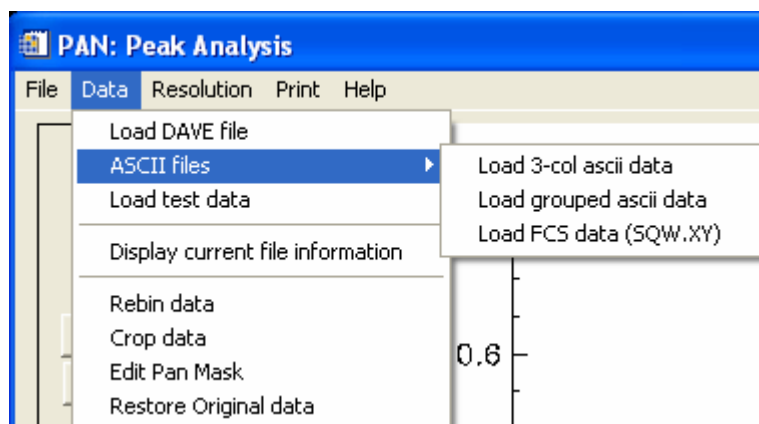 PAN: Peak Analysis
File Data Resolution Print Help
Load DAVE file
ASCII files
Load test data
Display current file information
Rebin data
Crop data
Edit Pan Mask
Restore Original data
Load 3-col ascii data
Load grouped ascii data
Load FCS data (SQW.XY)
0.6